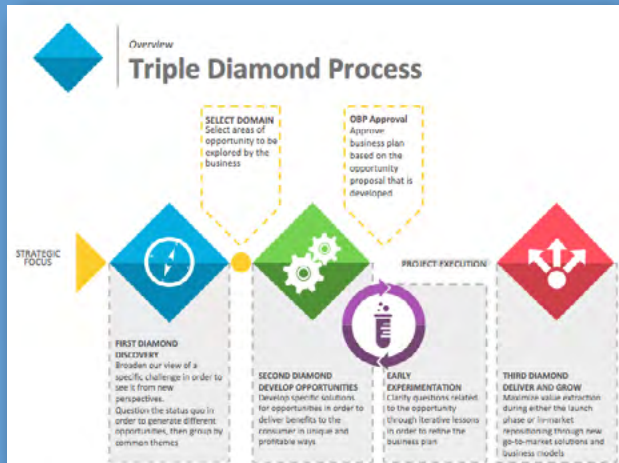 Overview
Triple Diamond Process
SELECT DOMAIN
Select areas of
opportunity to be
explored by the
business
OBP Approval
Approve
business plan
based on the
opportunity
proposal that is
developed
STRATEGIC
FOCUS
PROJECT EXECUTION
FIRST DIAMOND
DISCOVERY
Broaden our view of a
specific challenge in order to
see it from new
perspectives.
Question the status quo in
order to generate different
opportunities, then group by
common themes
SECOND DIAMOND
DEVELOP OPPORTUNITIES
Develop specific solutions
for opportunities in order to
deliver benefits to the
consumer in unique and
profitable ways
EARLY
EXPERIMENTATION
Clarify questions related
to the opportunity
through iterative lessons
in order to refine the
business plan
THIRD DIAMOND
DELIVER AND GROW
Maximize value extraction
during either the launch
phase or in-market
repositioning through new
go-to-market solutions and
business models